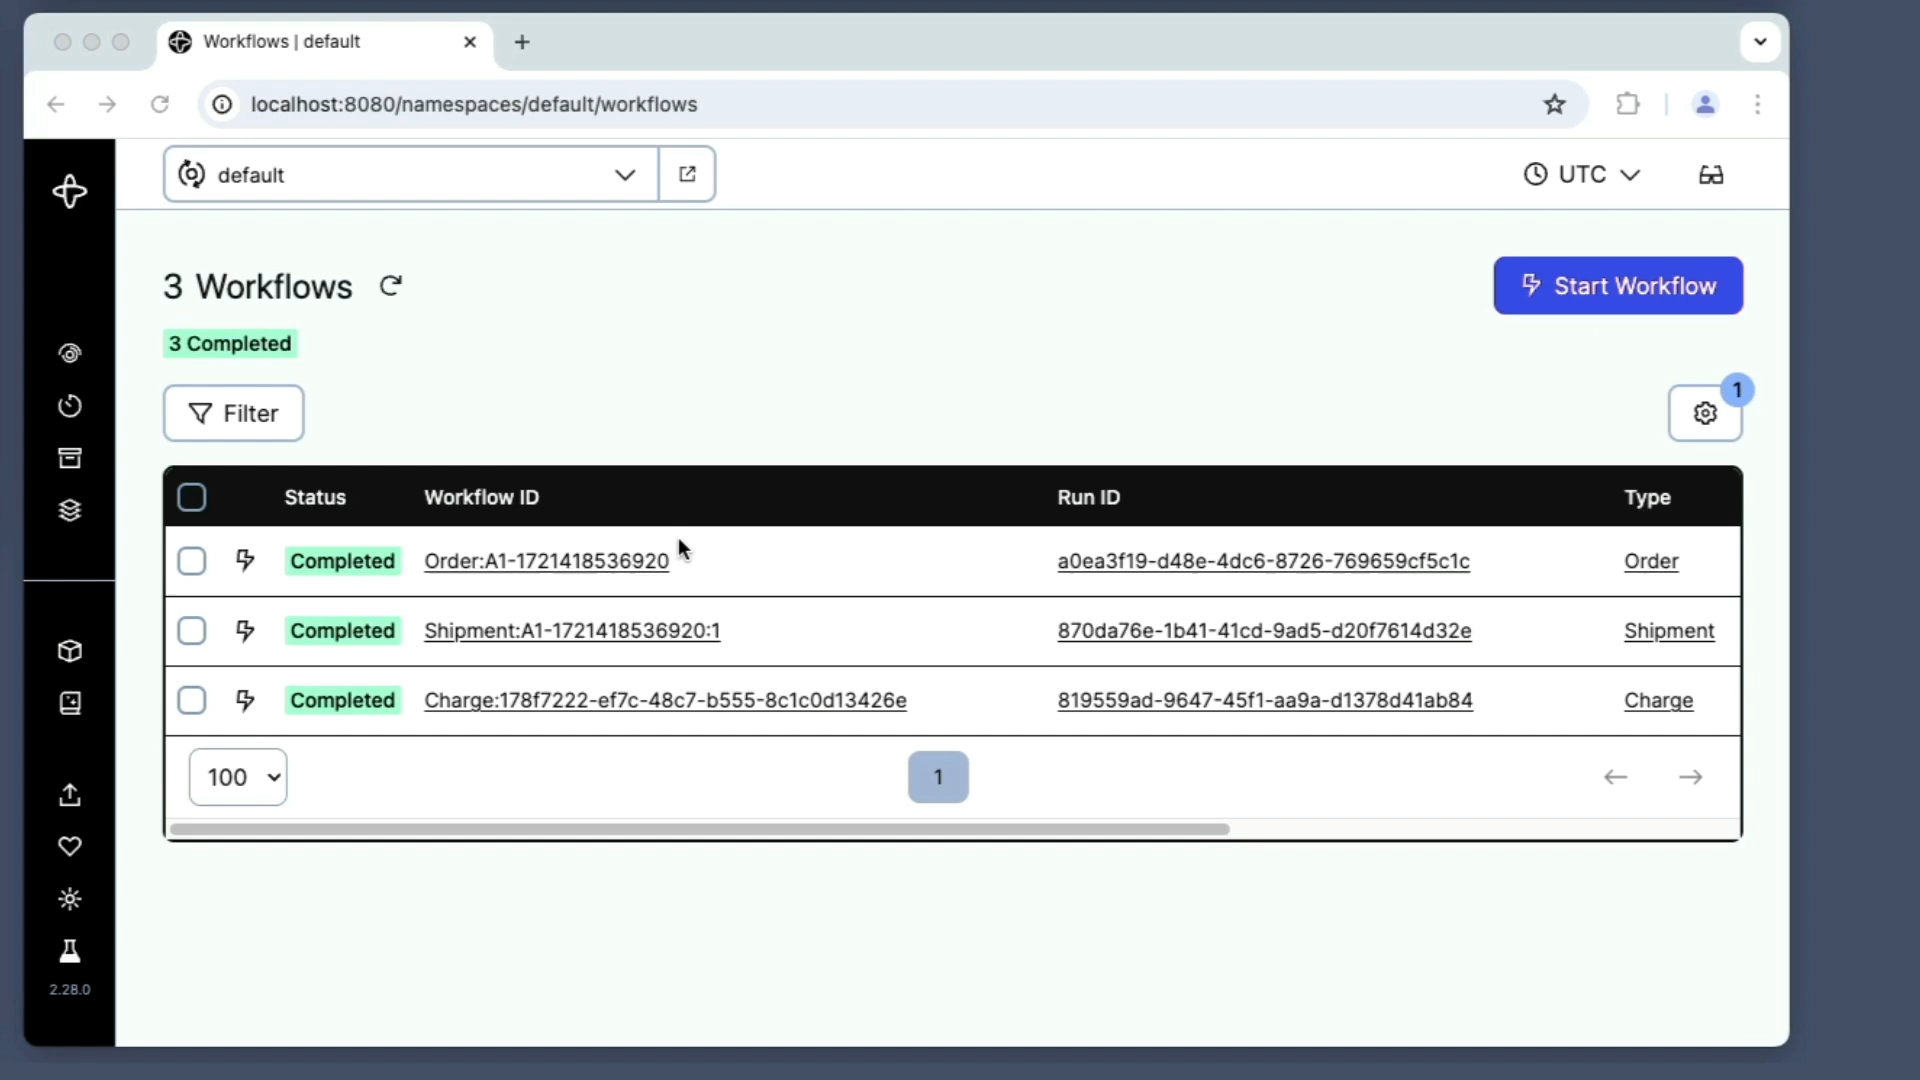 Workflows | default
localhost:8080/namespaces/default/workflows
default
UTC
3 Workflows
Start Workflow
3 Completed
Filter
1
Status Workflow ID Run ID Type
Completed Order:A1-1721418536920 a0ea3f19-d48e-4dc6-8726-769659cf5c1c Order
Completed Shipment:A1-1721418536920:1 870da76e-1b41-41cd-9ad5-d20f7614d32e Shipment
Completed Charge:178f7222-ef7c-48c7-b555-8c1c0d13426e 819559ad-9647-45f1-aa9a-d1378d41ab84 Charge
100 1
2.28.0